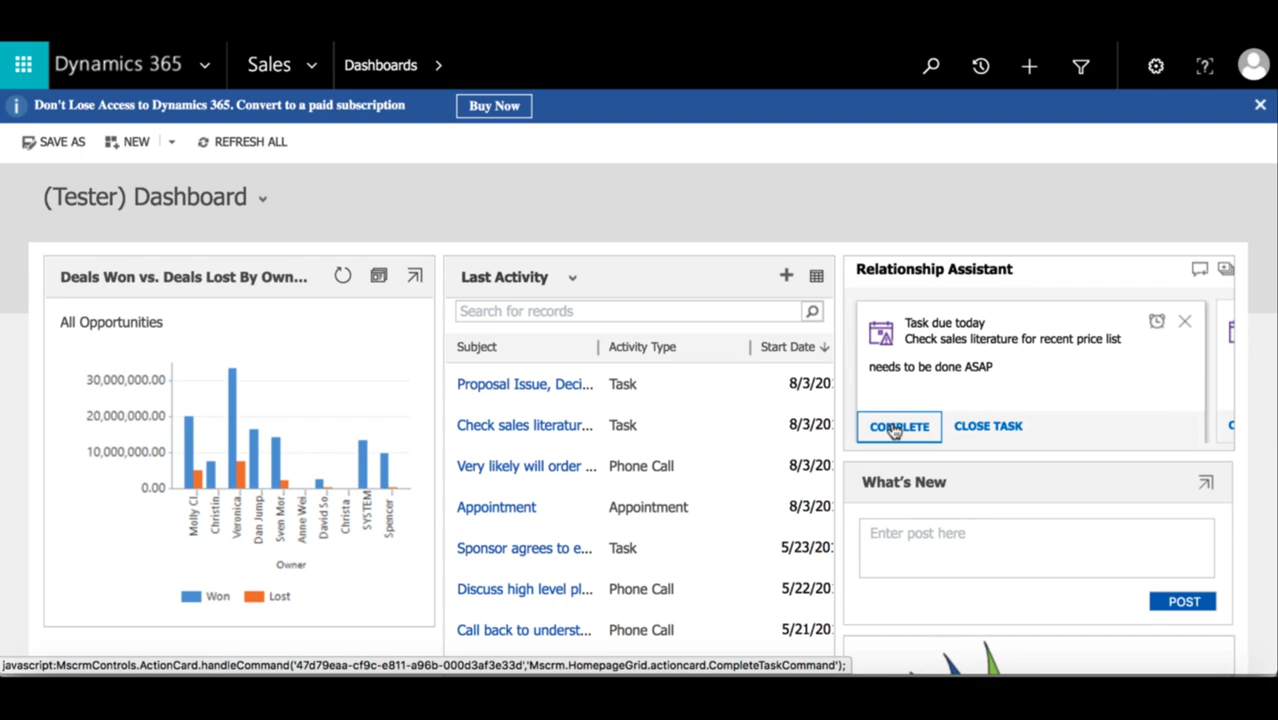 Dynamics 365
Sales
Dashboards
[?]
Don't Lose Access to Dynamics 365. Convert to a paid subscription
Buy Now
SAVE AS
NEW
REFRESH ALL
(Tester) Dashboard
Deals Won vs. Deals Lost By Own...
All Opportunities
30,000,000.00
20,000,000.00
10,000,000.00
0.00
Molly Cl...
Christin...
Veronica...
Dan Jump...
Sven Mor...
Anne Wei...
David So...
Christa ...
SYSTEM
Spencer...
Owner
Won
Lost
Last Activity
Search for records
Subject
Activity Type
Start Date
Proposal Issue, Deci... Task 8/3/20
Check sales literatur... Task 8/3/20
Very likely will order ... Phone Call 8/3/20
Appointment Appointment 8/3/20
Sponsor agrees to e... Task 5/23/20
Discuss high level pl... Phone Call 5/22/20
Call back to underst... Phone Call 5/21/20
Relationship Assistant
Task due today
Check sales literature for recent price list
needs to be done ASAP
COMPLETE
CLOSE TASK
What's New
Enter post here
POST
javascript:MscrmControls.ActionCard.handleCommand('47d79eaa-cf9c-e811-a96b-000d3af3e33d','Mscrm.HomepageGrid.actioncard.CompleteTaskCommand');